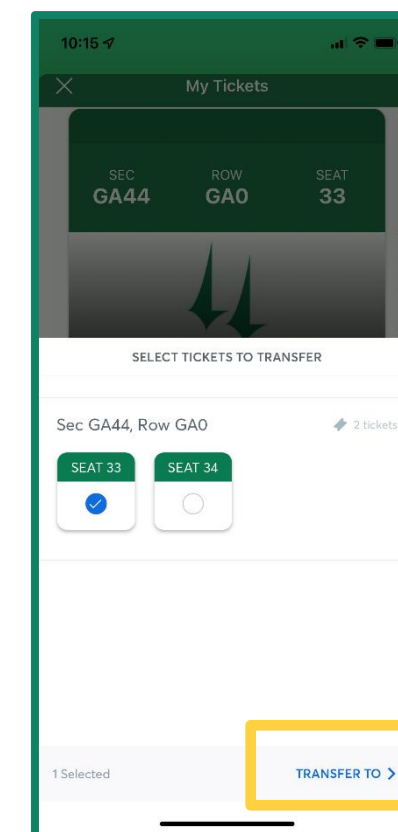 10:15
My Tickets
SEC ROW SEAT
GA44 GA0 33
SELECT TICKETS TO TRANSFER
Sec GA44, Row GA0 2 tickets
SEAT 33 SEAT 34
1 Selected TRANSFER TO